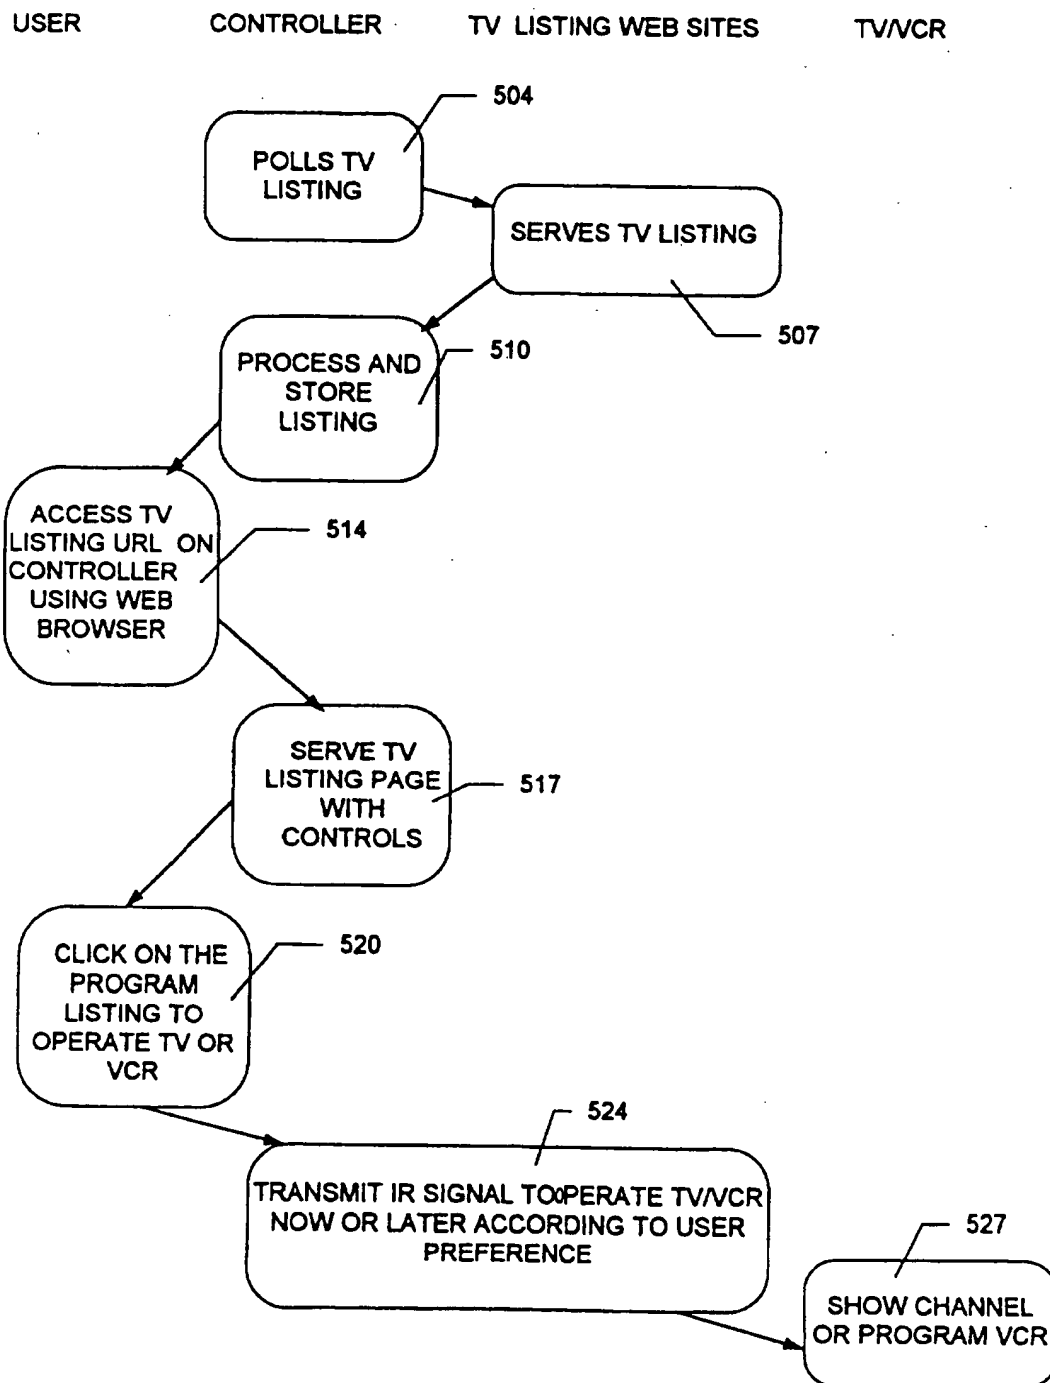 USER CONTROLLER TV LISTING WEB SITES TV/VCR
504
POLLS TV
LISTING
SERVES TV LISTING
507
510
PROCESS AND
STORE
LISTING
ACCESS TV
LISTING URL ON
CONTROLLER
USING WEB
BROWSER
514
SERVE TV
LISTING PAGE
WITH
CONTROLS
517
CLICK ON THE
PROGRAM
LISTING TO
OPERATE TV OR
VCR
520
524
TRANSMIT IR SIGNAL TOOPERATE TV/VCR
NOW OR LATER ACCORDING TO USER
PREFERENCE
527
SHOW CHANNEL
OR PROGRAM VCR